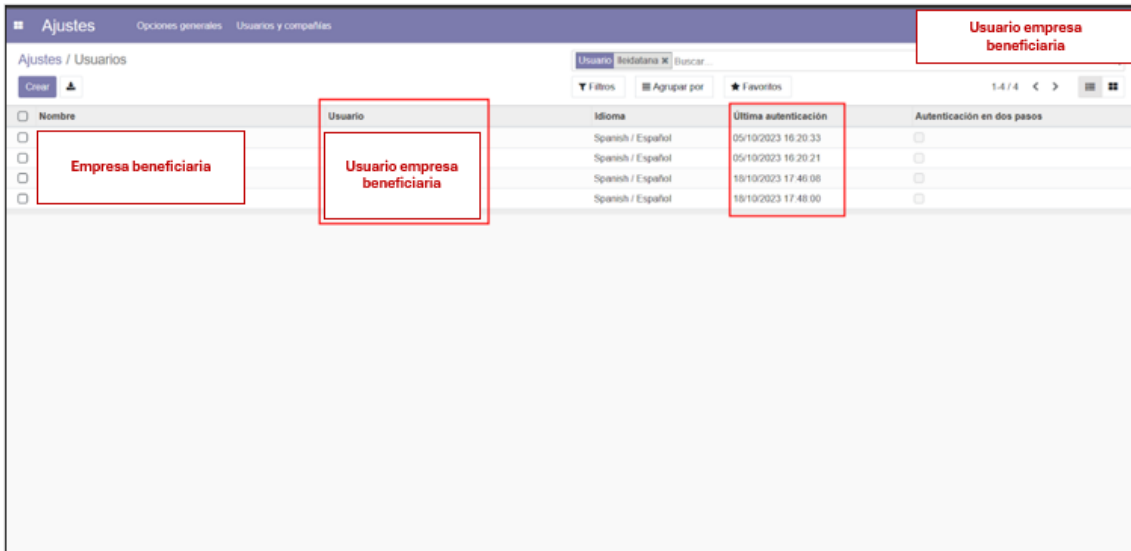 Ajustes Opciones generales Usuarios y compañías
Usuario empresa
beneficiaria
Ajustes / Usuarios
Usuario lleidatana × Buscar...
Crear Filtros Agrupar por Favoritos 1-4 / 4
Nombre Usuario Idioma Última autenticación Autenticación en dos pasos
Spanish / Español 05/10/2023 16:20:33
Spanish / Español 05/10/2023 16:20:21
Spanish / Español 18/10/2023 17:46:08
Spanish / Español 18/10/2023 17:48:00
Empresa beneficiaria
Usuario empresa
beneficiaria